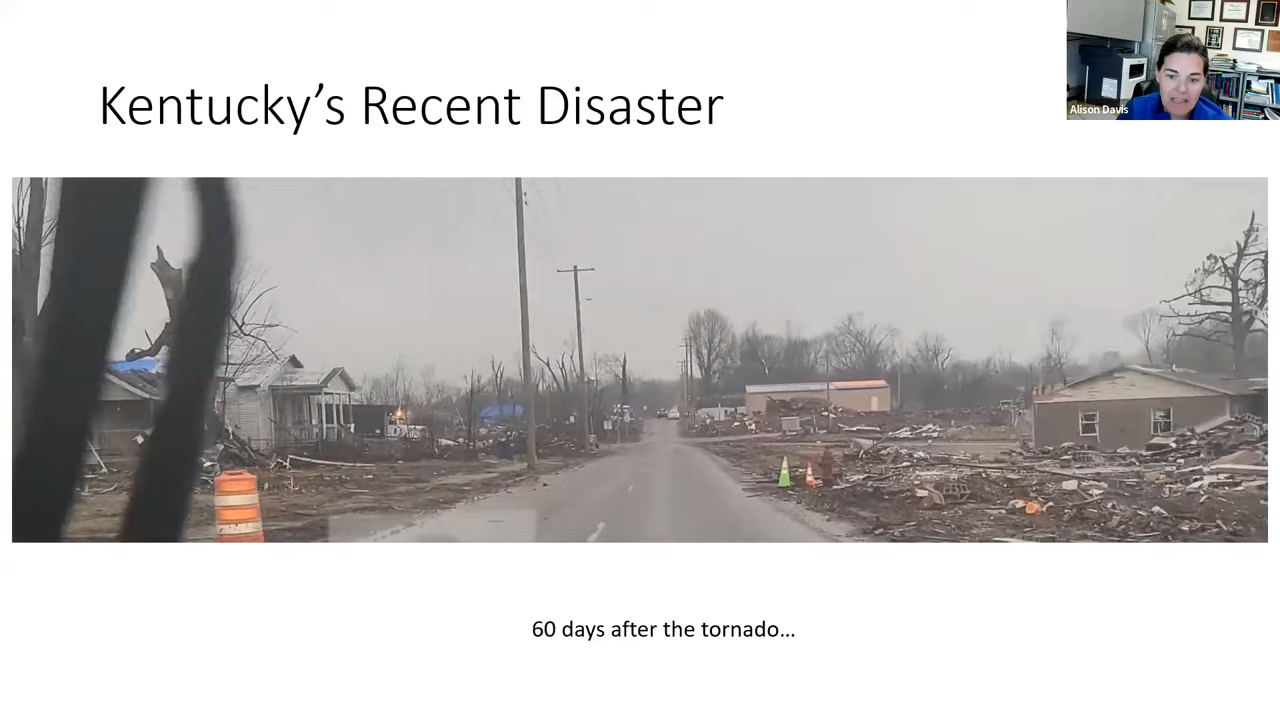 Kentucky's Recent Disaster
Alison Davis
60 days after the tornado...